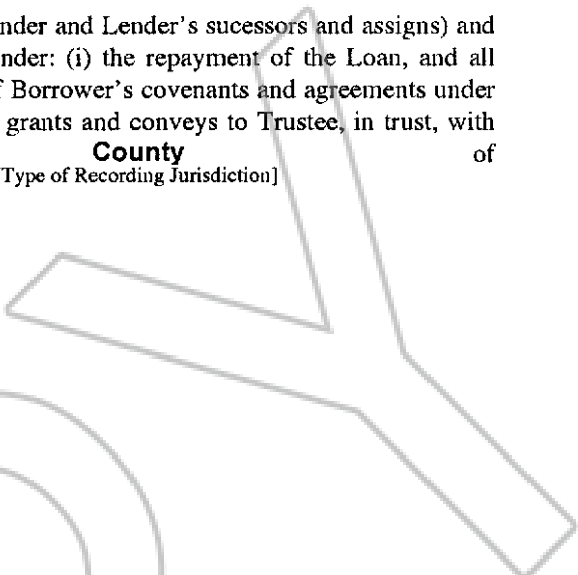 nder and Lender's sucessors and assigns) and
nder: (i) the repayment of the Loan, and all
Borrower's covenants and agreements under
grants and conveys to Trustee, in trust, with
County of
Type of Recording Jurisdiction]